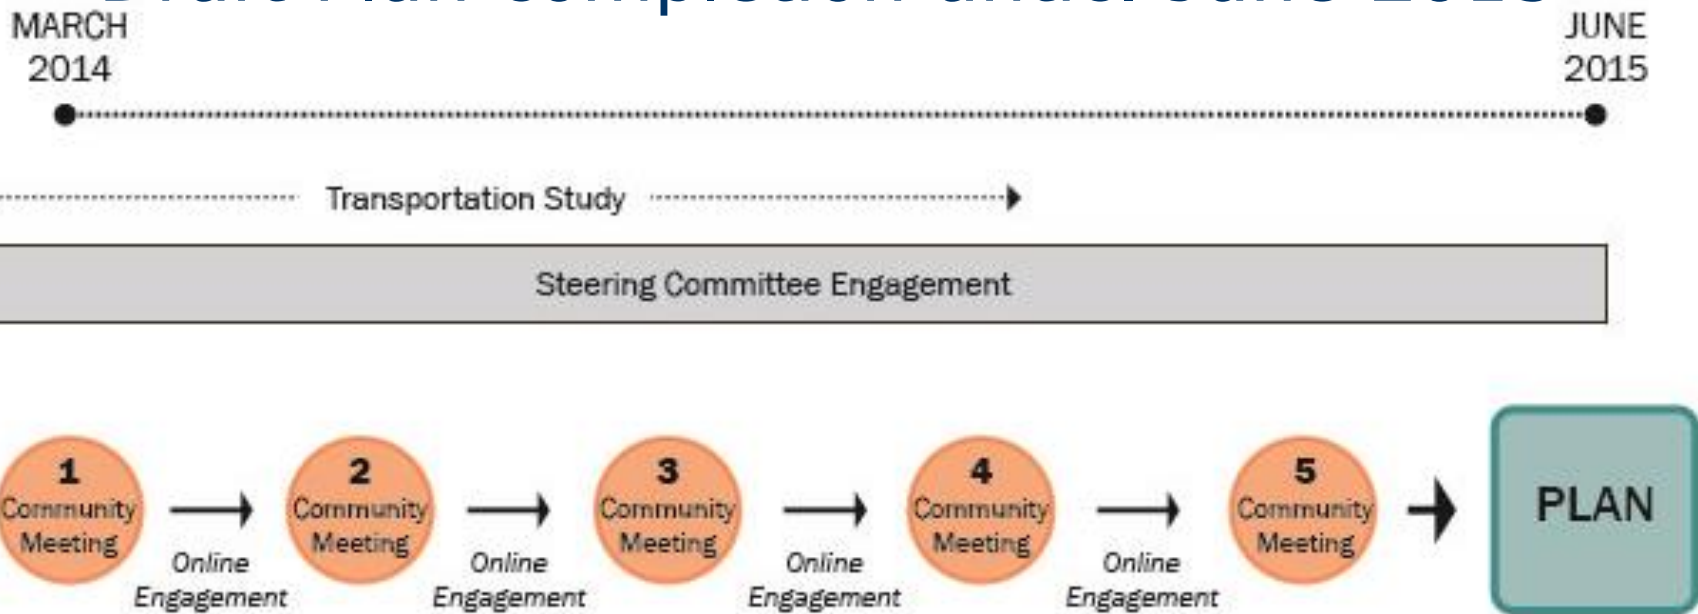 MARCH
2014
JUNE
2015
Transportation Study
Steering Committee Engagement
1
Community
Meeting
Online
Engagement
2
Community
Meeting
Online
Engagement
3
Community
Meeting
Online
Engagement
4
Community
Meeting
Online
Engagement
5
Community
Meeting
PLAN